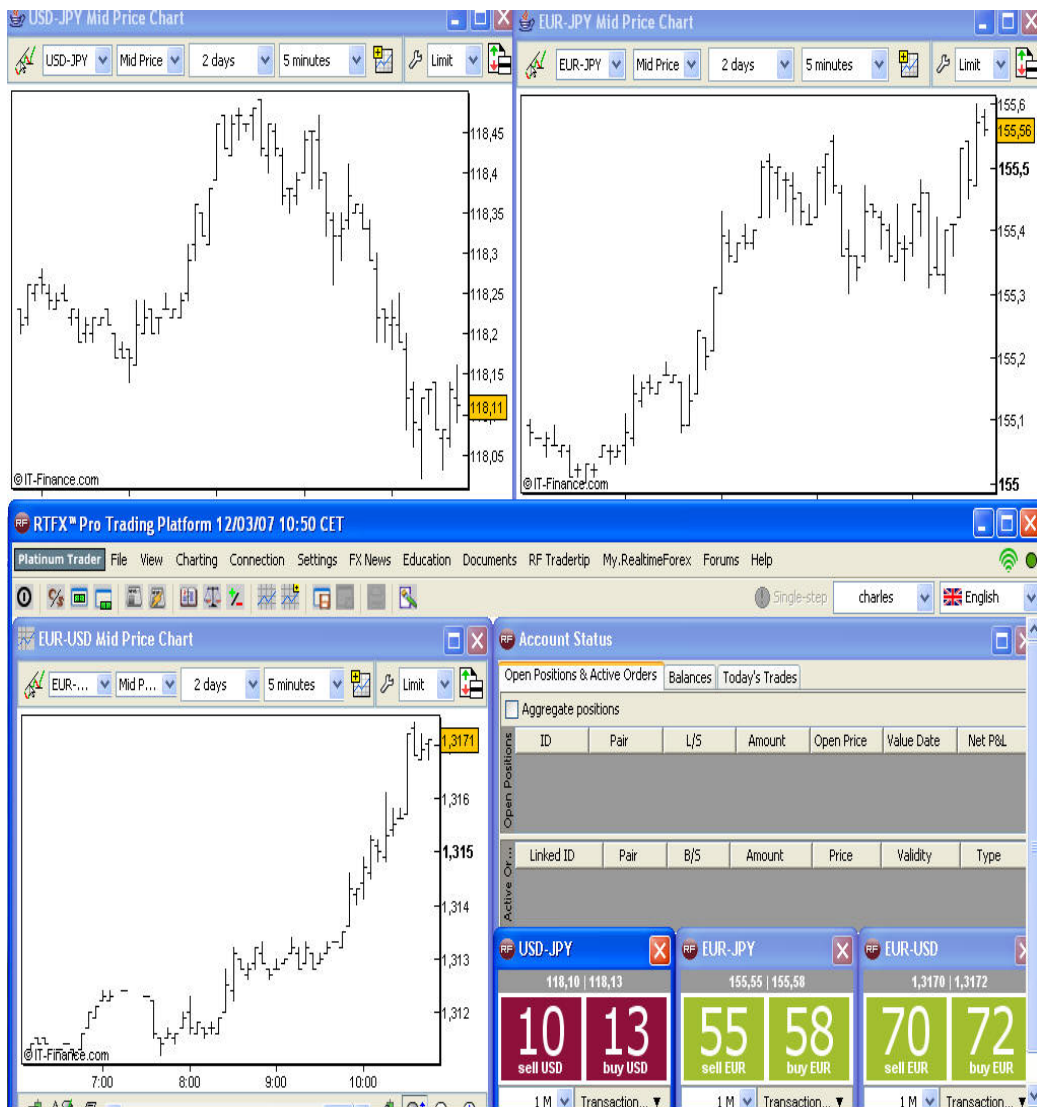 USD-JPY Mid Price Chart
USD-JPY Mid Price 2 days 5 minutes Limit
118,45
118,4
118,35
118,3
118,25
118,2
118,15
118,11
118,05
© IT-Finance.com
EUR-JPY Mid Price Chart
EUR-JPY Mid Price 2 days 5 minutes Limit
155,6
155,56
155,5
155,4
155,3
155,2
155,1
155
© IT-Finance.com
RF RTFX™ Pro Trading Platform 12/03/07 10:50 CET
Platinum Trader File View Charting Connection Settings FX News Education Documents RF Tradertip My.RealtimeForex Forums Help
Single-step charles English
EUR-USD Mid Price Chart
EUR-... Mid P... 2 days 5 minutes Limit
1,3171
1,316
1,315
1,314
1,313
1,312
© IT-Finance.com
7:00 8:00 9:00 10:00
RF Account Status
Open Positions & Active Orders Balances Today's Trades
Aggregate positions
Open Positions
ID Pair L/S Amount Open Price Value Date Net P&L
Active Or...
Linked ID Pair B/S Amount Price Validity Type
RF USD-JPY
118,10 | 118,13
10 13
sell USD buy USD
1 M Transaction... ▼
RF EUR-JPY
155,55 | 155,58
55 58
sell EUR buy EUR
1 M Transaction... ▼
RF EUR-USD
1,3170 | 1,3172
70 72
sell EUR buy EUR
1 M Transaction... ▼